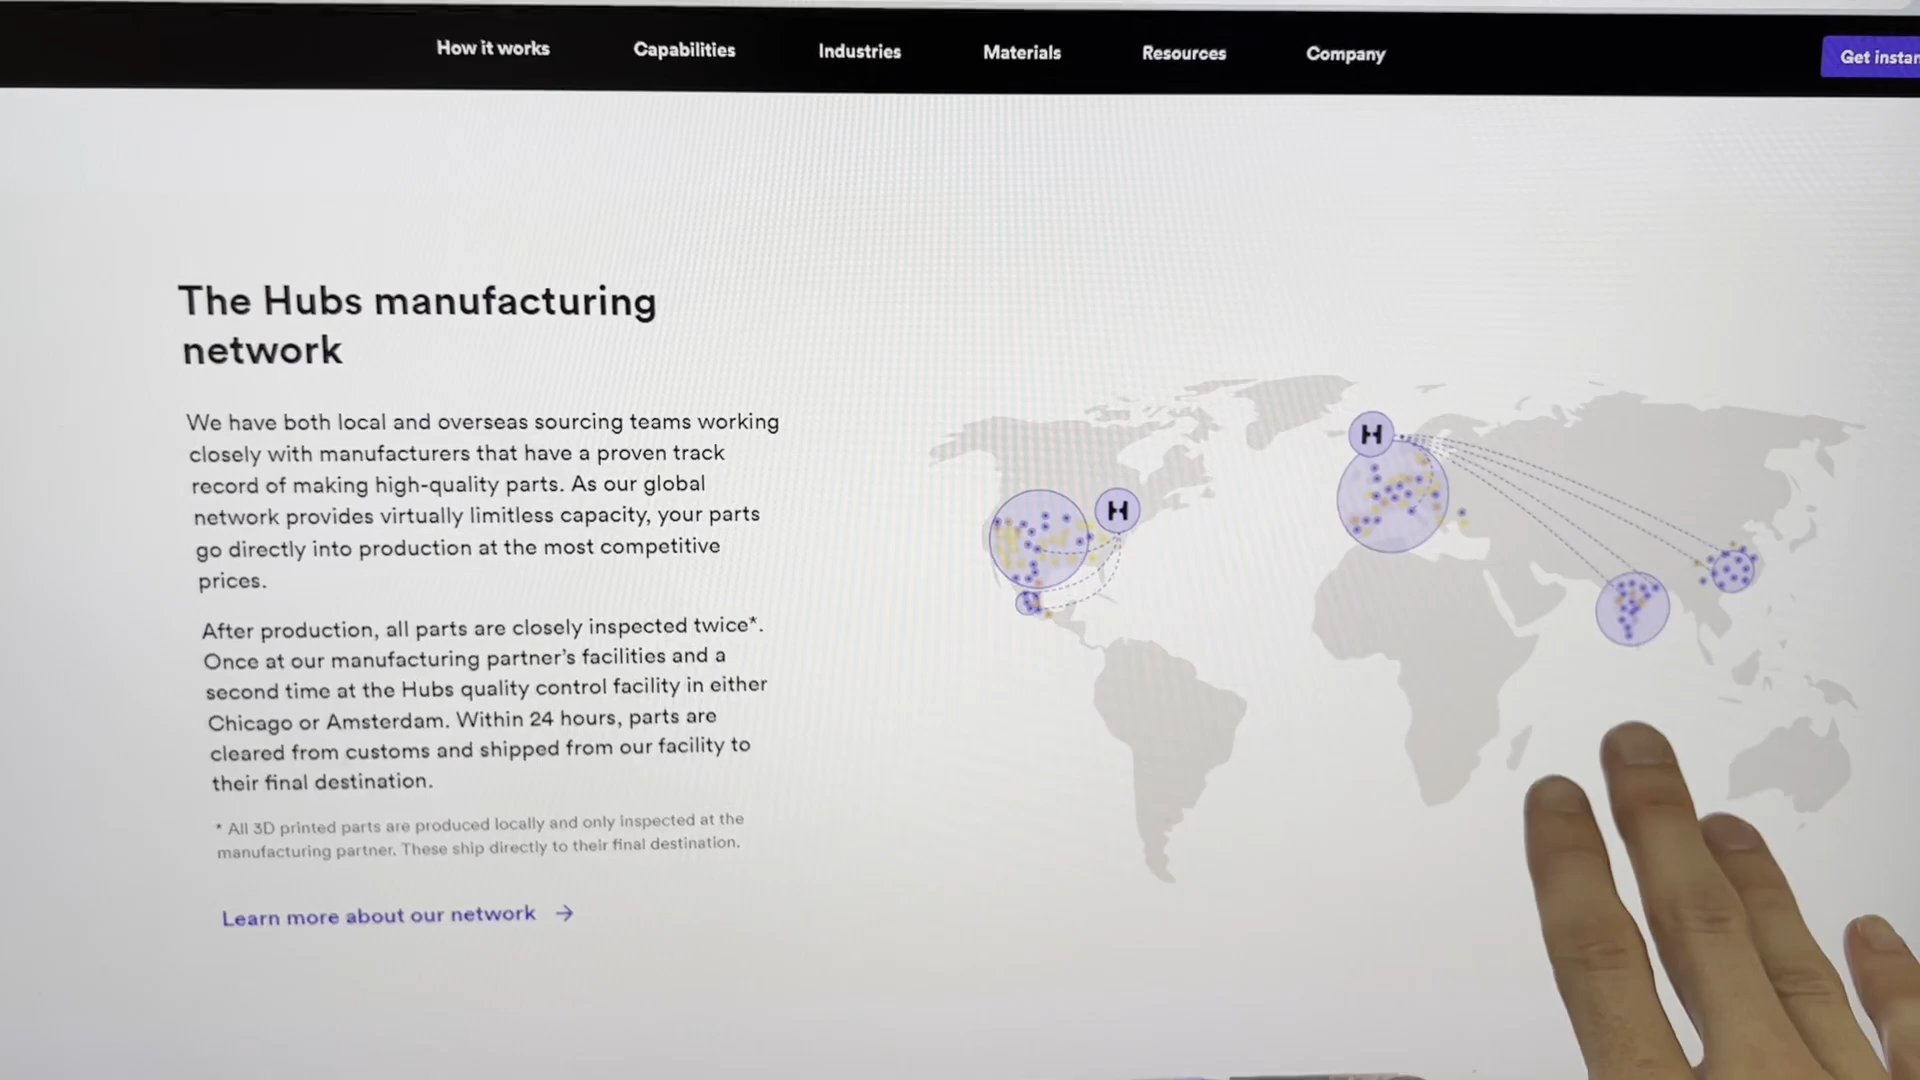 How it works
Capabilities
Industries
Materials
Resources
Company
Get
The Hubs manufacturing
network
We have both local and overseas sourcing teams working
closely with manufacturers that have a proven track
record of making high-quality parts. As our global
network provides virtually limitless capacity, your parts
go directly into production at the most competitive
prices.
After production, all parts are closely inspected twice*.
Once at our manufacturing partner's facilities and a
second time at the Hubs quality control facility in either
Chicago or Amsterdam. Within 24 hours, parts are
cleared from customs and shipped from our facility to
their final destination.
* All 3D printed parts are produced locally and only inspected at the
manufacturing partner. These ship directly to their final destination.
Learn more about our network →
H
H